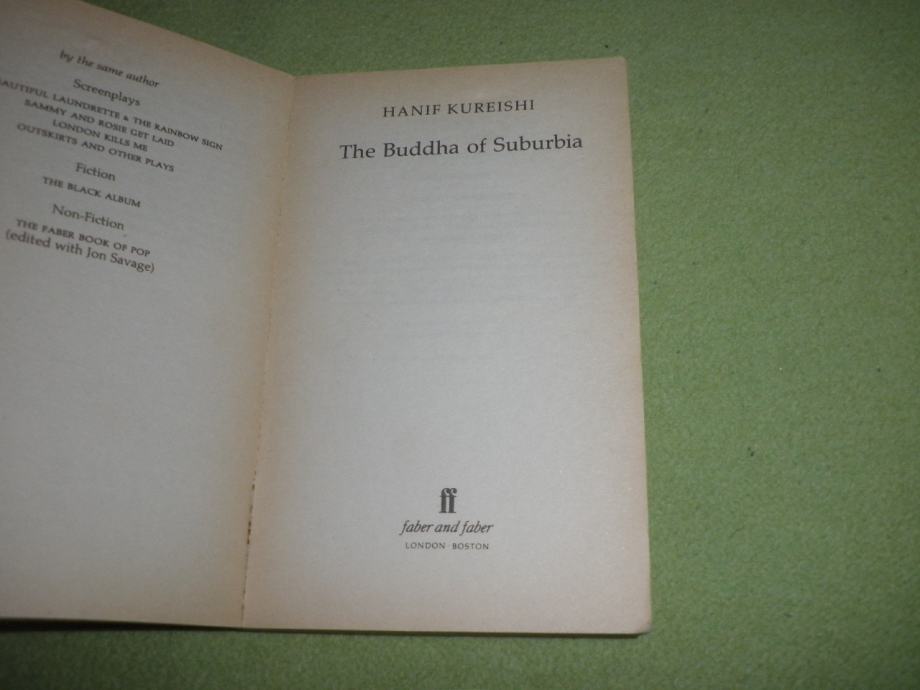 by the same author
Screenplays
AUTIFUL LAUNDRETTE & THE RAINBOW SIGN
SAMMY AND ROSIE GET LAID
LONDON KILLS ME
OUTSKIRTS AND OTHER PLAYS
Fiction
THE BLACK ALBUM
Non-Fiction
THE FABER BOOK OF POP
(edited with Jon Savage)
HANIF KUREISHI
The Buddha of Suburbia
ff
faber and faber
LONDON · BOSTON